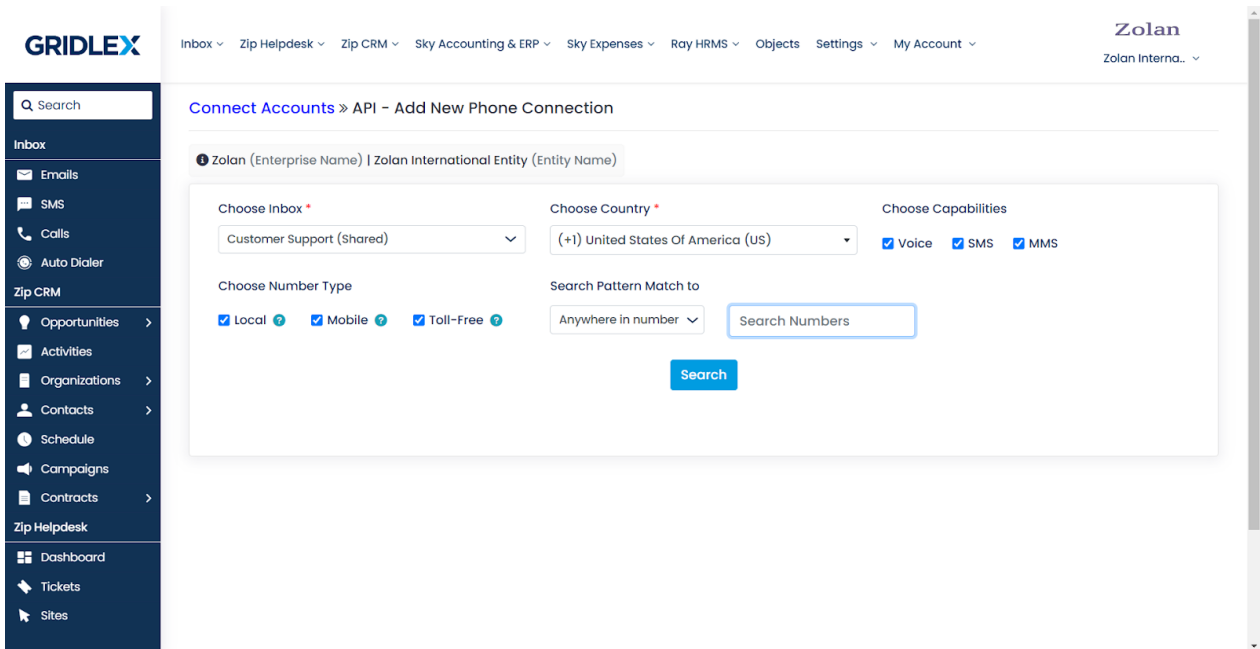 GRIDLEX
Inbox Zip Helpdesk Zip CRM Sky Accounting & ERP Sky Expenses Ray HRMS Objects Settings My Account
Zolan
Zolan Interna..
Search
Inbox
Emails
SMS
Calls
Auto Dialer
Zip CRM
Opportunities
Activities
Organizations
Contacts
Schedule
Campaigns
Contracts
Zip Helpdesk
Dashboard
Tickets
Sites
Connect Accounts » API - Add New Phone Connection
Zolan (Enterprise Name) | Zolan International Entity (Entity Name)
Choose Inbox * Choose Country * Choose Capabilities
Customer Support (Shared) (+1) United States Of America (US) Voice SMS MMS
Choose Number Type Search Pattern Match to
Local ? Mobile ? Toll-Free ? Anywhere in number Search Numbers
Search